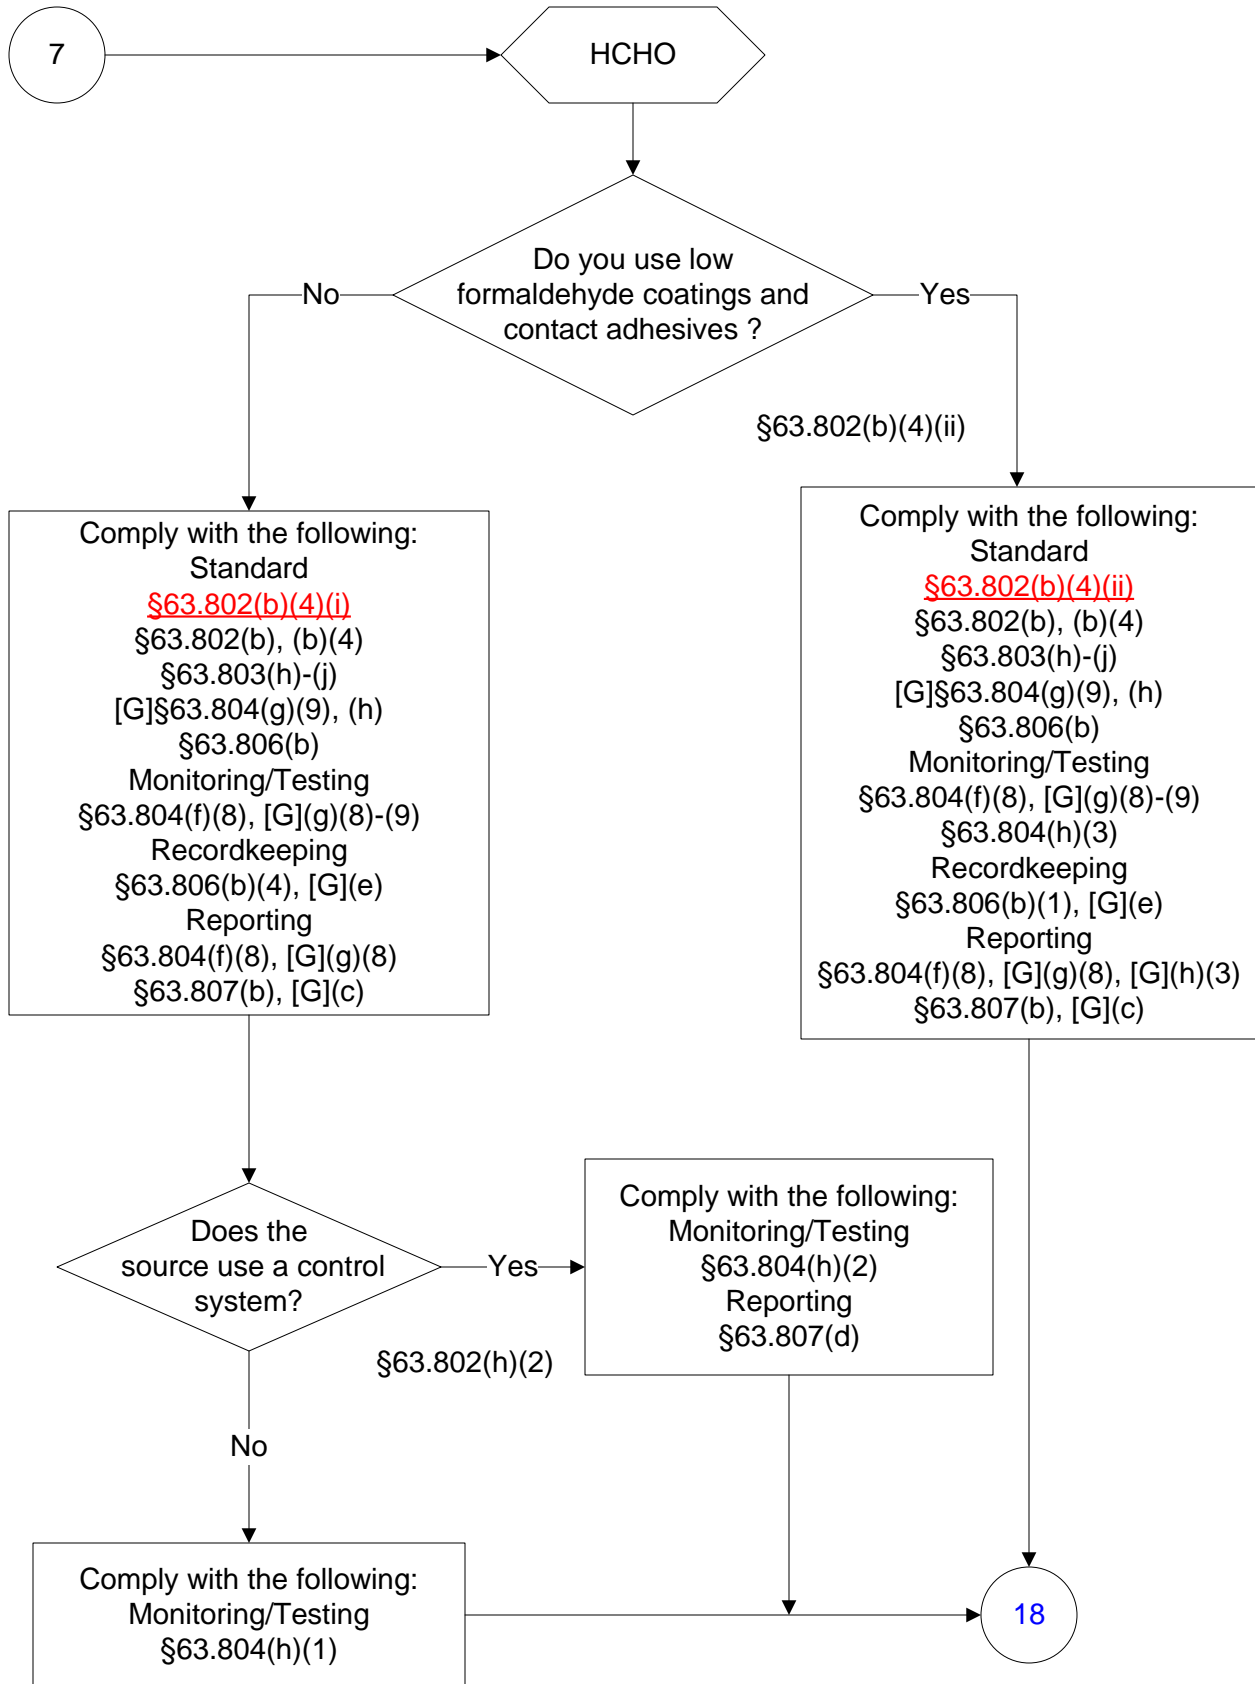 7
HCHO
Do you use low
formaldehyde coatings and
contact adhesives ?
No
Yes
§63.802(b)(4)(ii)
Comply with the following:
Standard
§63.802(b)(4)(i)
§63.802(b), (b)(4)
§63.803(h)-(j)
[G]§63.804(g)(9), (h)
§63.806(b)
Monitoring/Testing
§63.804(f)(8), [G](g)(8)-(9)
Recordkeeping
§63.806(b)(4), [G](e)
Reporting
§63.804(f)(8), [G](g)(8)
§63.807(b), [G](c)
Comply with the following:
Standard
§63.802(b)(4)(ii)
§63.802(b), (b)(4)
§63.803(h)-(j)
[G]§63.804(g)(9), (h)
§63.806(b)
Monitoring/Testing
§63.804(f)(8), [G](g)(8)-(9)
§63.804(h)(3)
Recordkeeping
§63.806(b)(1), [G](e)
Reporting
§63.804(f)(8), [G](g)(8), [G](h)(3)
§63.807(b), [G](c)
Does the
source use a control
system?
Yes
§63.802(h)(2)
Comply with the following:
Monitoring/Testing
§63.804(h)(2)
Reporting
§63.807(d)
No
Comply with the following:
Monitoring/Testing
§63.804(h)(1)
18